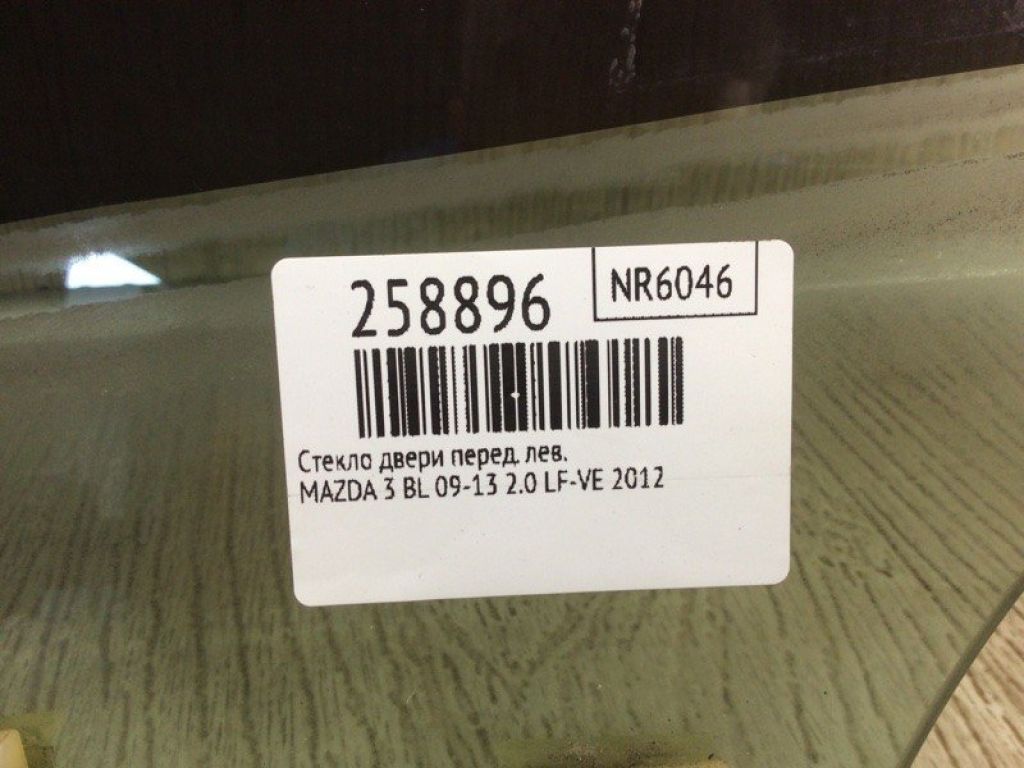 258896
NR6046
Стекло двери перед. лев.
MAZDA 3 BL 09-13 2.0 LF-VE 2012